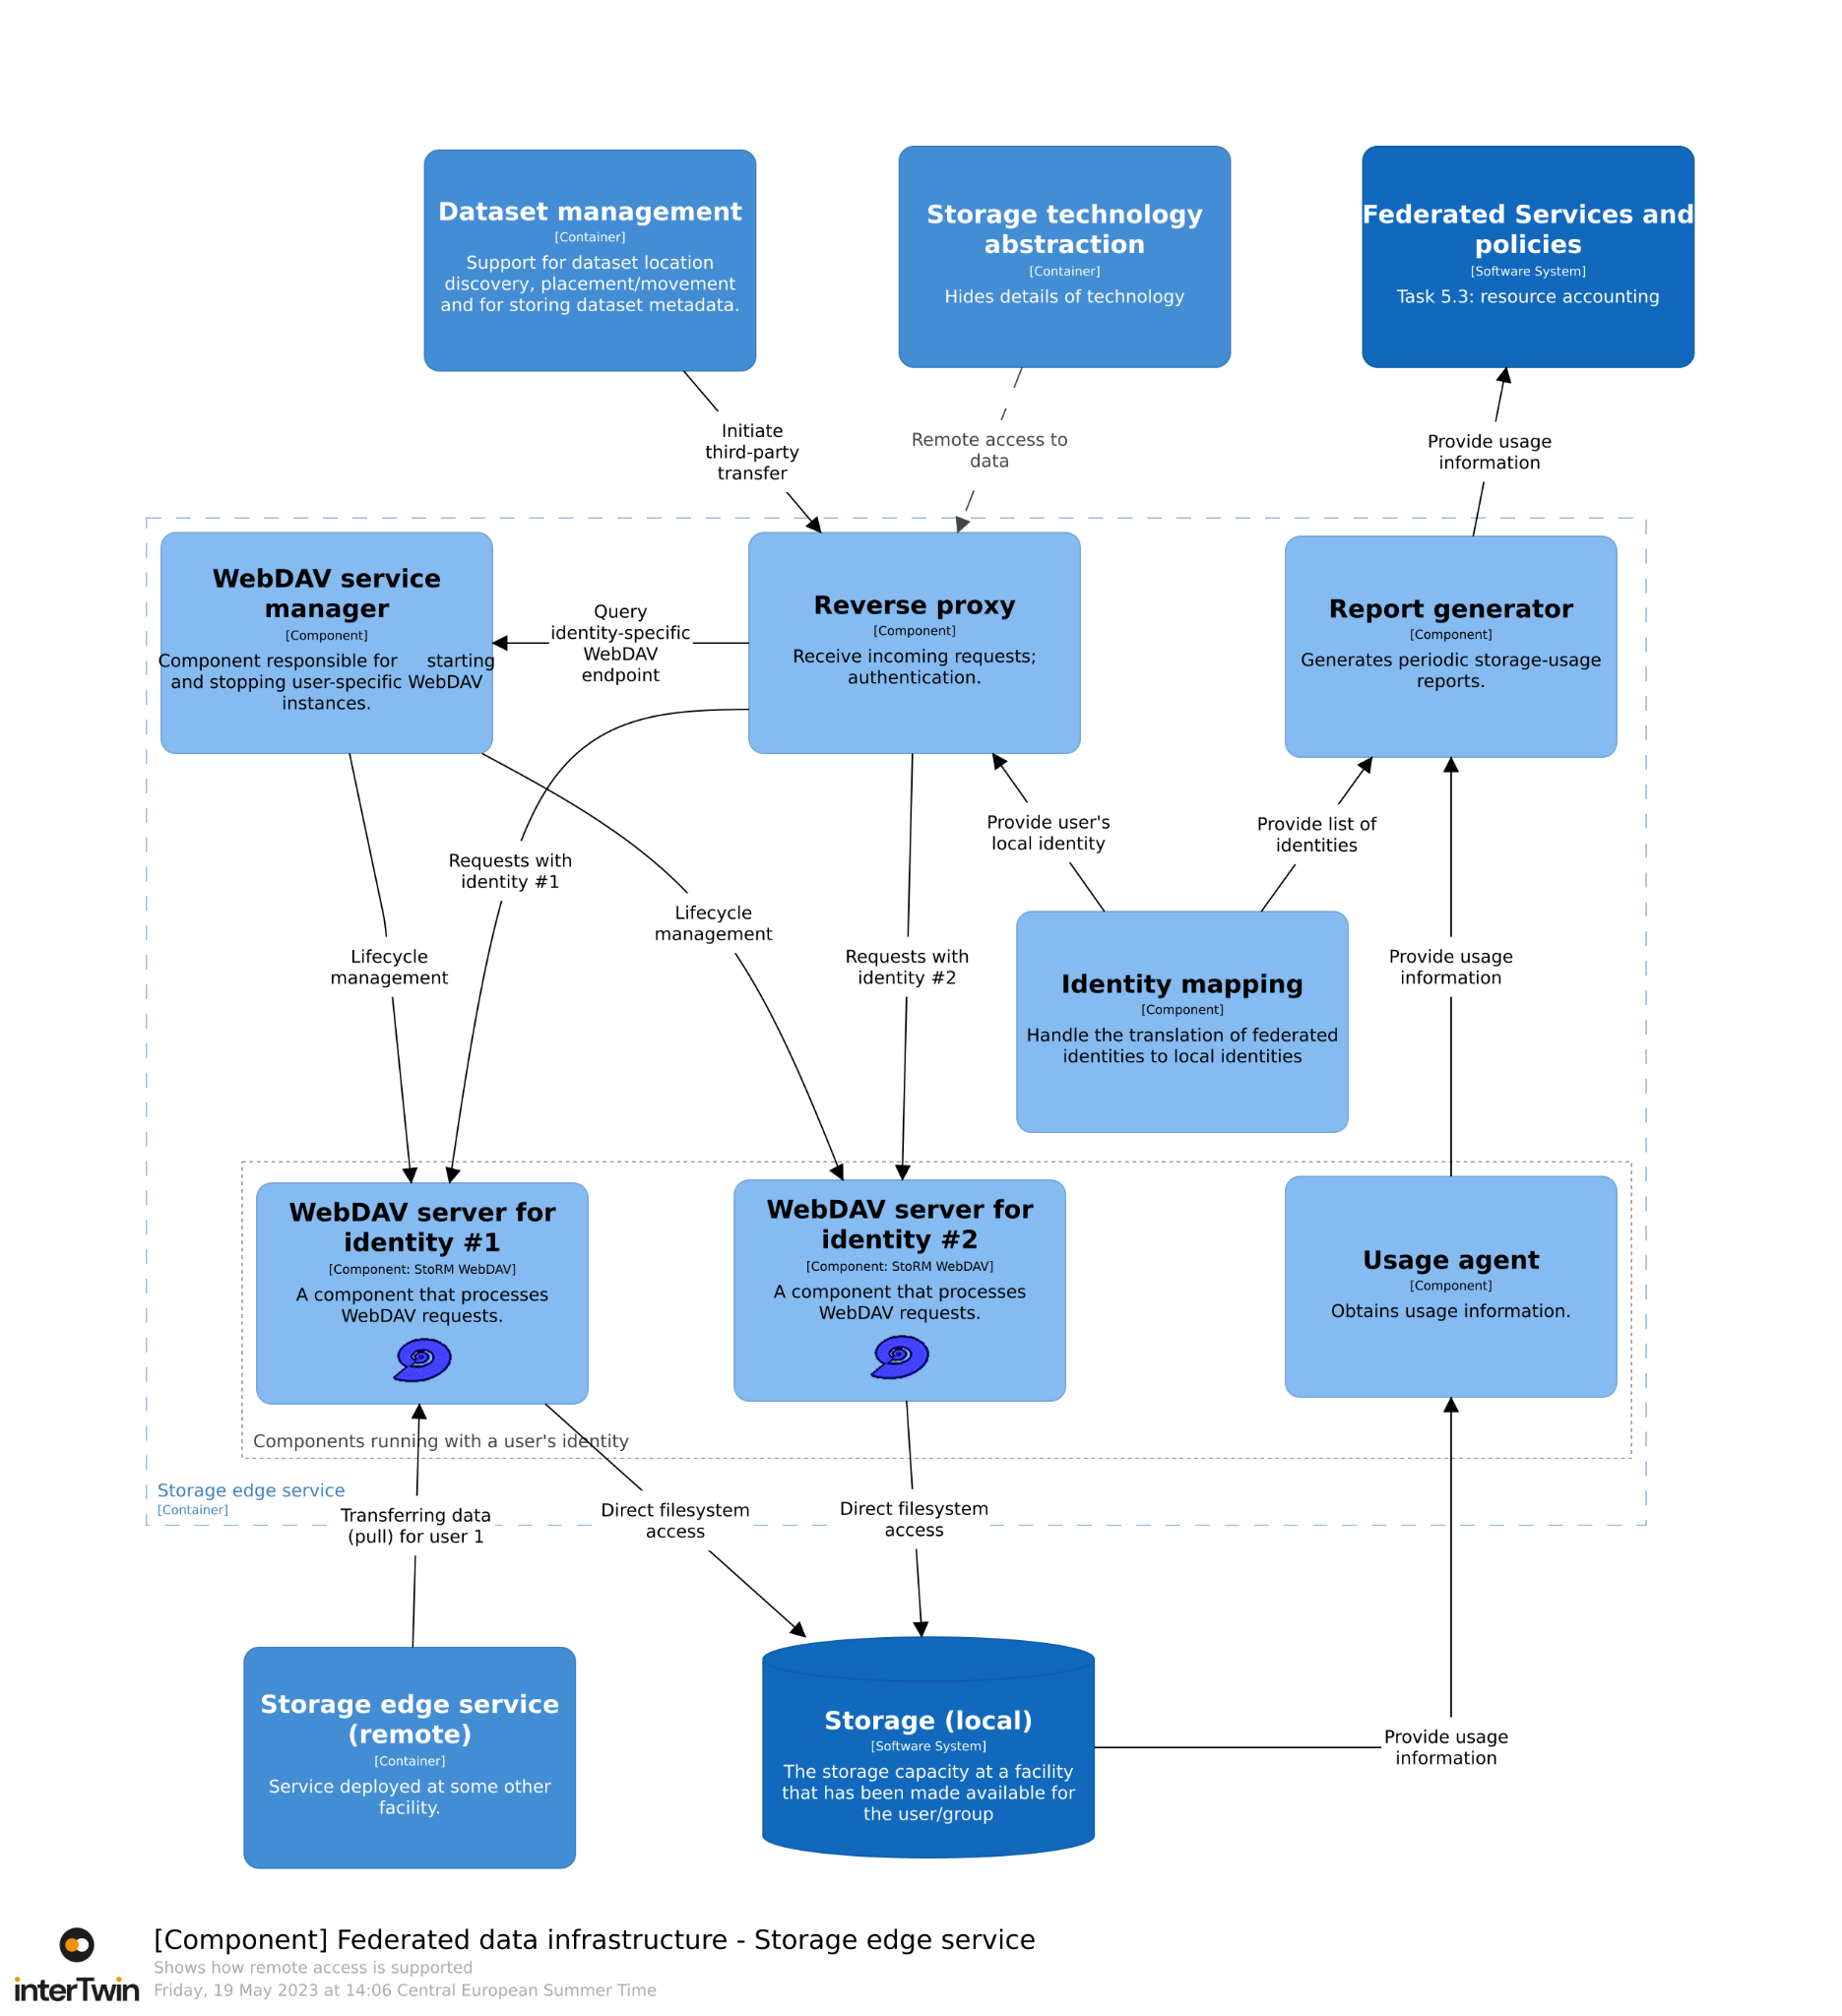 Dataset management
[Container]
Support for dataset location
discovery, placement/movement
and for storing dataset metadata.
Storage technology
abstraction
[Container]
Hides details of technology
Federated Services and
policies
[Software System]
Task 5.3: resource accounting
Initiate
third-party
transfer
Remote access to
data
Provide usage
information
WebDAV service
manager
[Component]
Component responsible for starting
and stopping user-specific WebDAV
instances.
Query
identity-specific
WebDAV
endpoint
Reverse proxy
[Component]
Receive incoming requests;
authentication.
Report generator
[Component]
Generates periodic storage-usage
reports.
Requests with
identity #1
Lifecycle
management
Provide user's
local identity
Provide list of
identities
Lifecycle
management
Requests with
identity #2
Provide usage
information
Identity mapping
[Component]
Handle the translation of federated
identities to local identities
WebDAV server for
identity #1
[Component: StoRM WebDAV]
A component that processes
WebDAV requests.
WebDAV server for
identity #2
[Component: StoRM WebDAV]
A component that processes
WebDAV requests.
Usage agent
[Component]
Obtains usage information.
Components running with a user's identity
Storage edge service
[Container]
Transferring data
(pull) for user 1
Direct filesystem
access
Direct filesystem
access
Storage edge service
(remote)
[Container]
Service deployed at some other
facility.
Storage (local)
[Software System]
The storage capacity at a facility
that has been made available for
the user/group
Provide usage
information
interTwin
[Component] Federated data infrastructure - Storage edge service
Shows how remote access is supported
Friday, 19 May 2023 at 14:06 Central European Summer Time